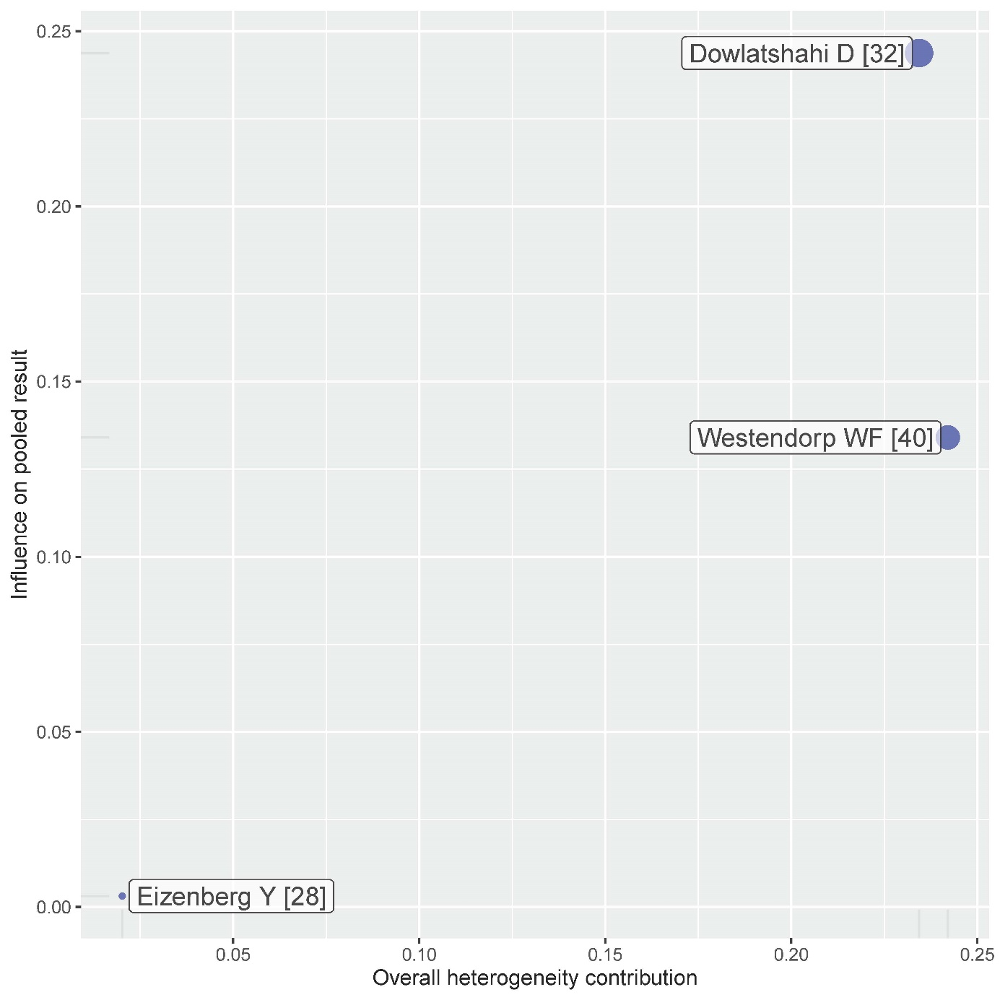 0.25
Dowlatshahi D [32]
0.20
Influence on pooled result
0.15
Westendorp WF [40]
0.10
0.05
Eizenberg Y [28]
0.00
0.05 0.10 0.15 0.20 0.25
Overall heterogeneity contribution